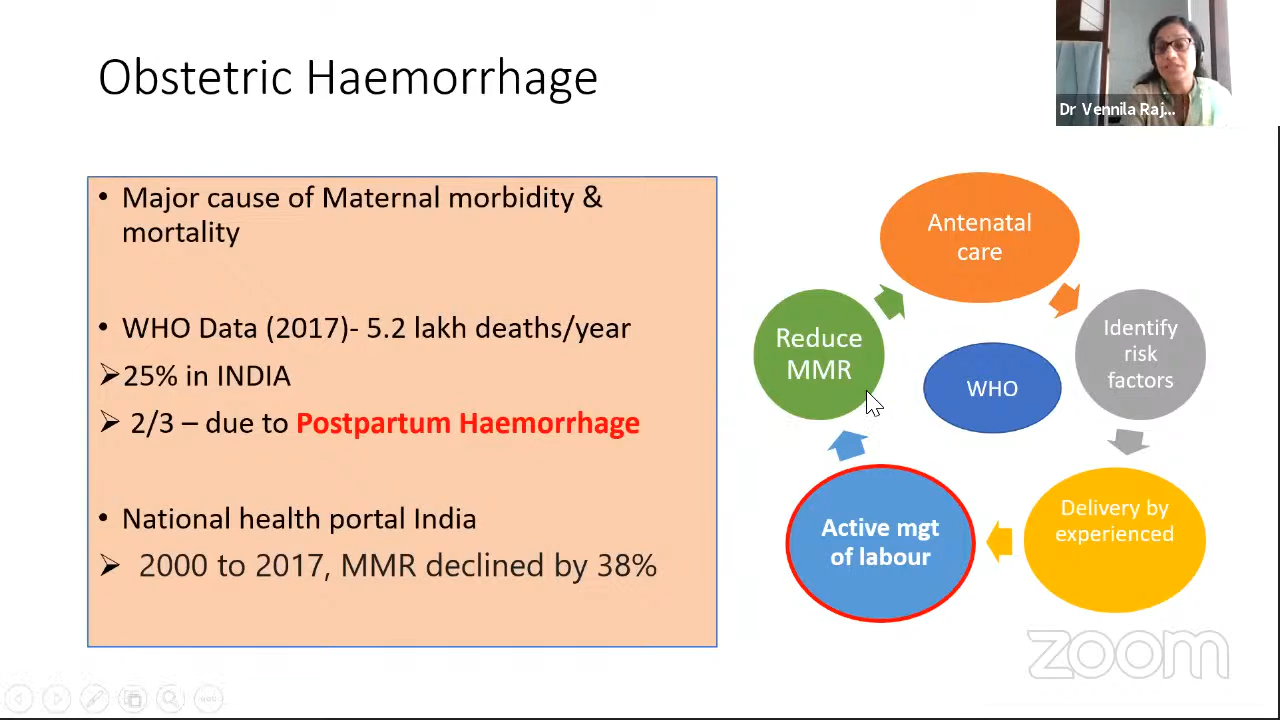 Obstetric Haemorrhage
Dr Vennila Raj...
• Major cause of Maternal morbidity &
mortality
• WHO Data (2017)- 5.2 lakh deaths/year
➢25% in INDIA
➢ 2/3 – due to Postpartum Haemorrhage
• National health portal India
➢ 2000 to 2017, MMR declined by 38%
Antenatal
care
Identify
risk
factors
Delivery by
experienced
Active mgt
of labour
Reduce
MMR
WHO
zoom